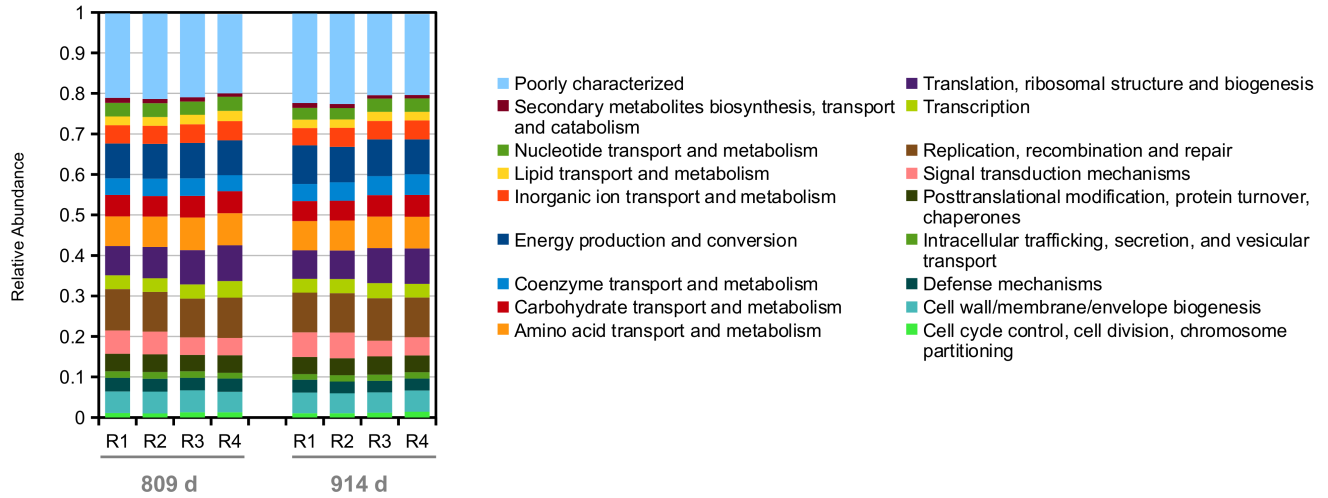 Relative Abundance
1
0.9
0.8
0.7
0.6
0.5
0.4
0.3
0.2
0.1
0
R1 R2 R3 R4 R1 R2 R3 R4
809 d 914 d
Poorly characterized
Secondary metabolites biosynthesis, transport
and catabolism
Nucleotide transport and metabolism
Lipid transport and metabolism
Inorganic ion transport and metabolism
Energy production and conversion
Coenzyme transport and metabolism
Carbohydrate transport and metabolism
Amino acid transport and metabolism
Translation, ribosomal structure and biogenesis
Transcription
Replication, recombination and repair
Signal transduction mechanisms
Posttranslational modification, protein turnover,
chaperones
Intracellular trafficking, secretion, and vesicular
transport
Defense mechanisms
Cell wall/membrane/envelope biogenesis
Cell cycle control, cell division, chromosome
partitioning